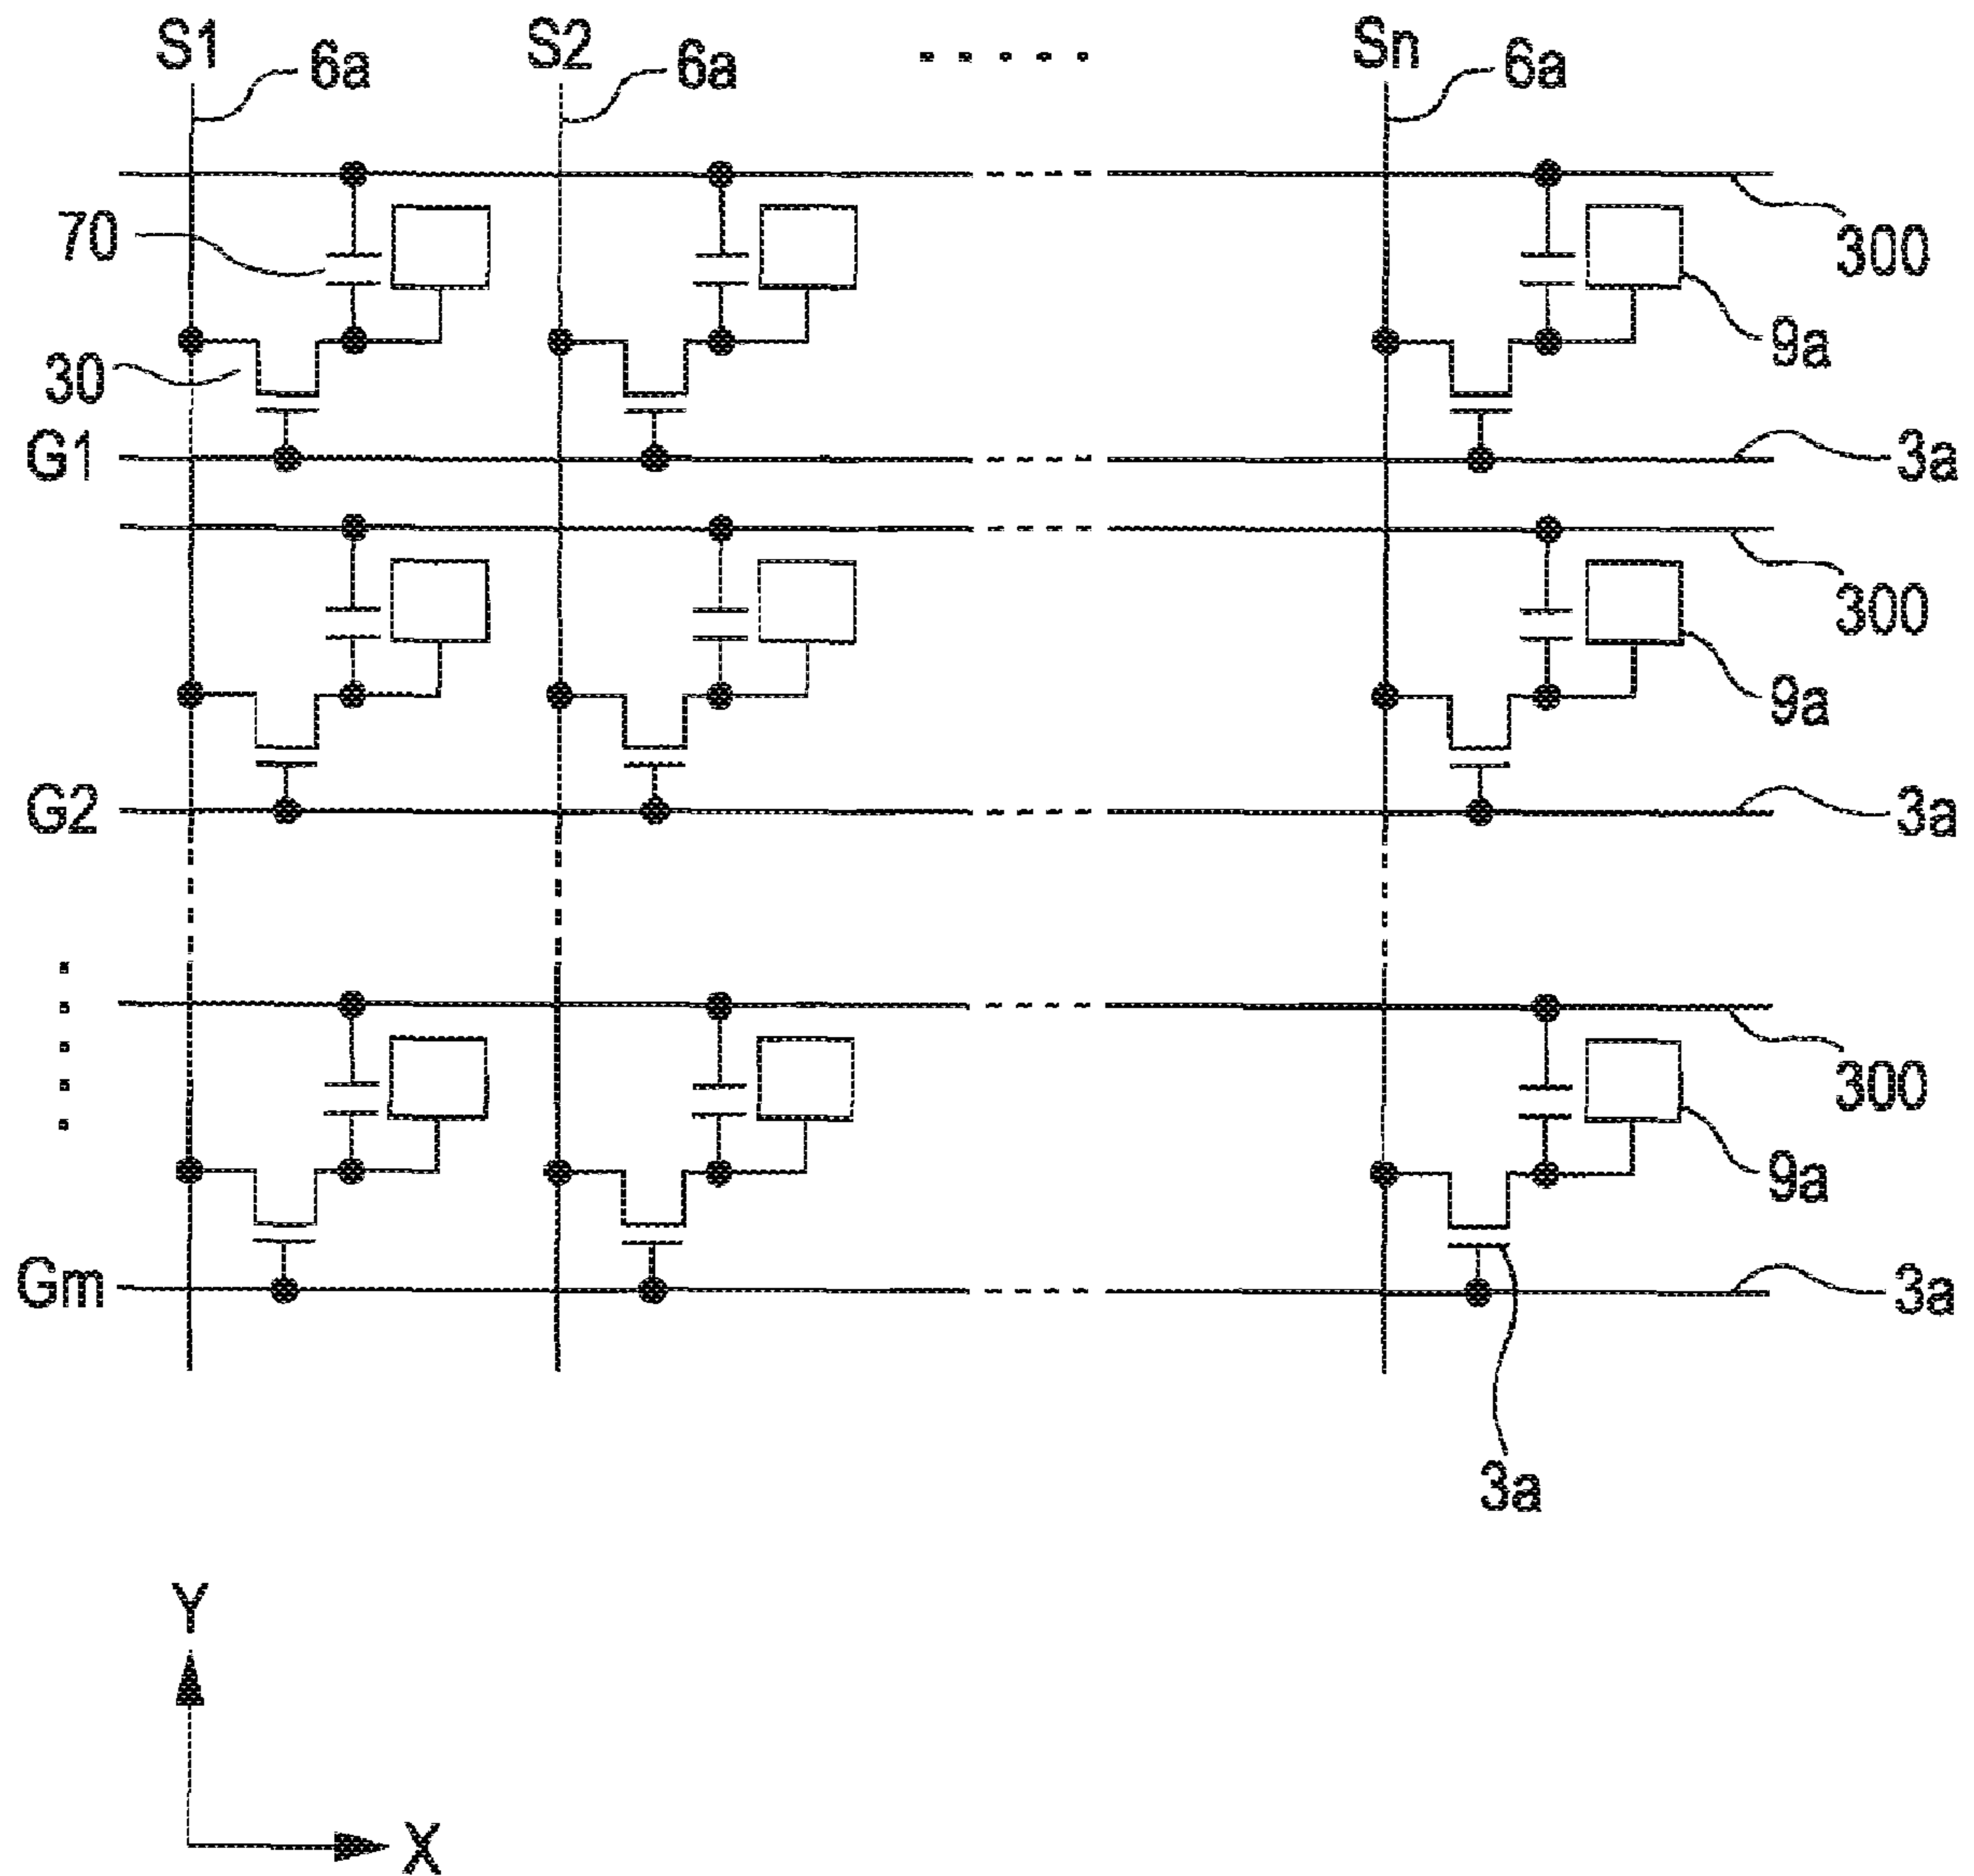 S1 6a S2 6a ..... Sn 6a
70 300
30 9a
G1 3a
300
9a
G2 3a
300
9a
Gm 3a
3a
Y
X